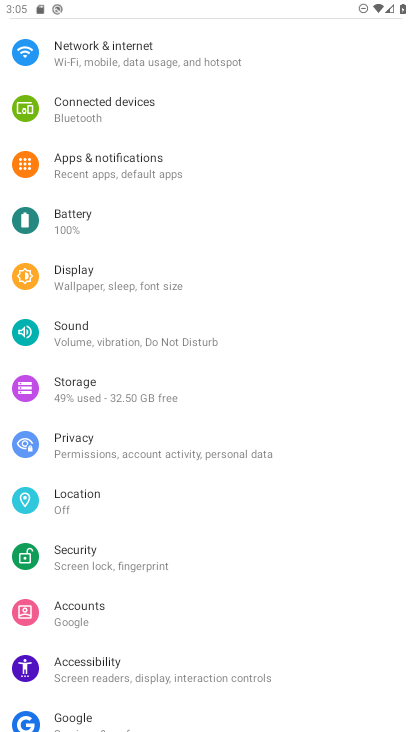 3:05
Network & internet
Wi-Fi, mobile, data usage, and hotspot
Connected devices
Bluetooth
Apps & notifications
Recent apps, default apps
Battery
100%
Display
Wallpaper, sleep, font size
Sound
Volume, vibration, Do Not Disturb
Storage
49% used - 32.50 GB free
Privacy
Permissions, account activity, personal data
Location
Off
Security
Screen lock, fingerprint
Accounts
Google
Accessibility
Screen readers, display, interaction controls
Google